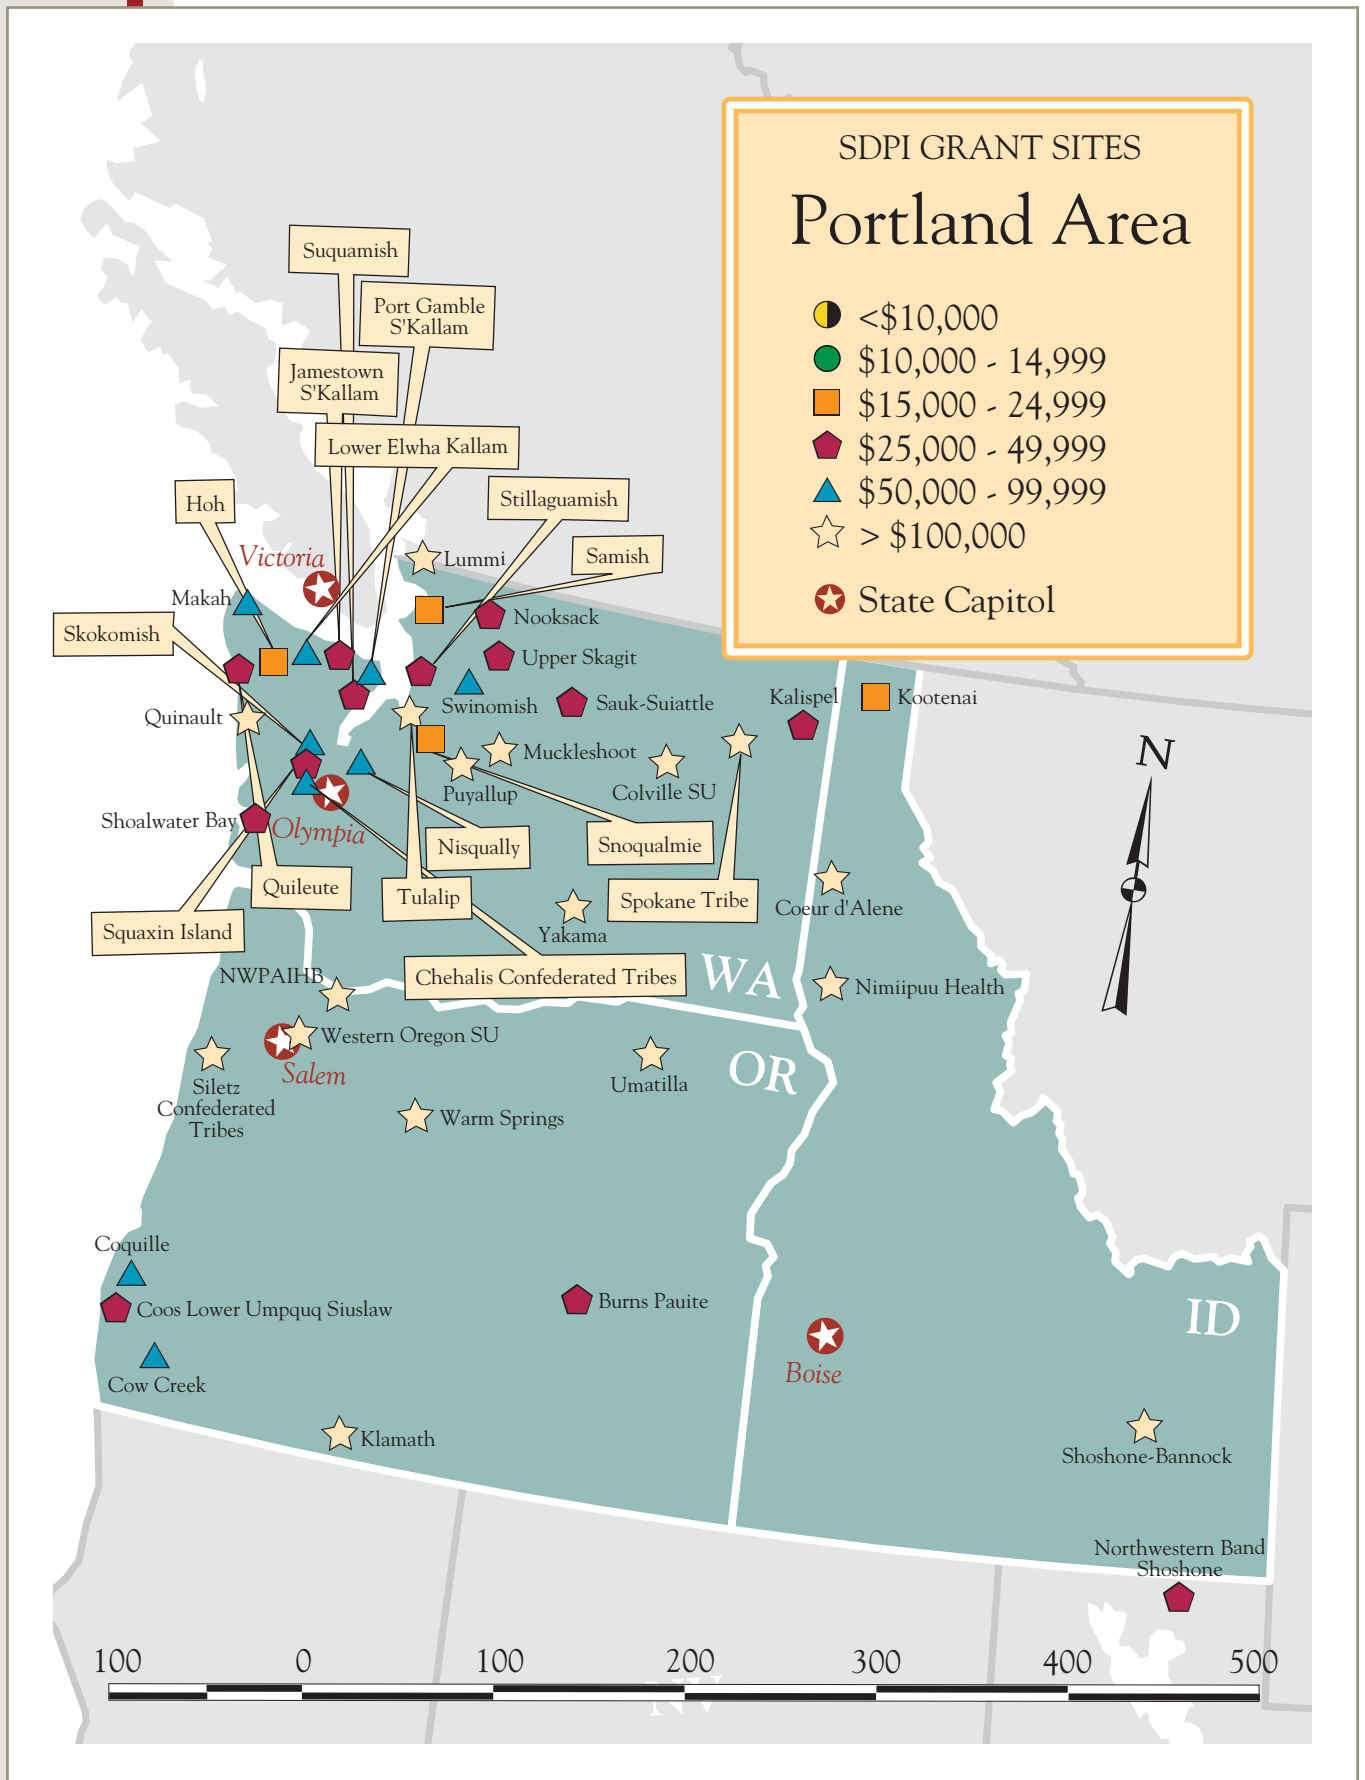 SDPI GRANT SITES
Portland Area
<$10,000
$10,000 - 14,999
$15,000 - 24,999
$25,000 - 49,999
$50,000 - 99,999
> $100,000
State Capitol
Suquamish
Port Gamble
S'Kallam
Jamestown
S'Kallam
Lower Elwha Kallam
Hoh
Stillaguamish
Samish
Victoria
Lummi
Makah
Nooksack
Skokomish
Upper Skagit
Swinomish
Sauk-Suiattle
Kalispel
Kootenai
Quinault
Muckleshoot
Puyallup
Colville SU
Shoalwater Bay
Olympia
Nisqually
Snoqualmie
Quileute
Tulalip
Spokane Tribe
Coeur d'Alene
Squaxin Island
Yakama
NWPAIHB
Chehalis Confederated Tribes
WA
Nimiipuu Health
N
Western Oregon SU
Salem
Siletz
Confederated
Tribes
Umatilla
OR
Warm Springs
Coquille
Coos Lower Umpquq Siuslaw
Burns Pauite
ID
Cow Creek
Boise
Klamath
Shoshone-Bannock
Northwestern Band
Shoshone
100 0 100 200 300 400 500
NV